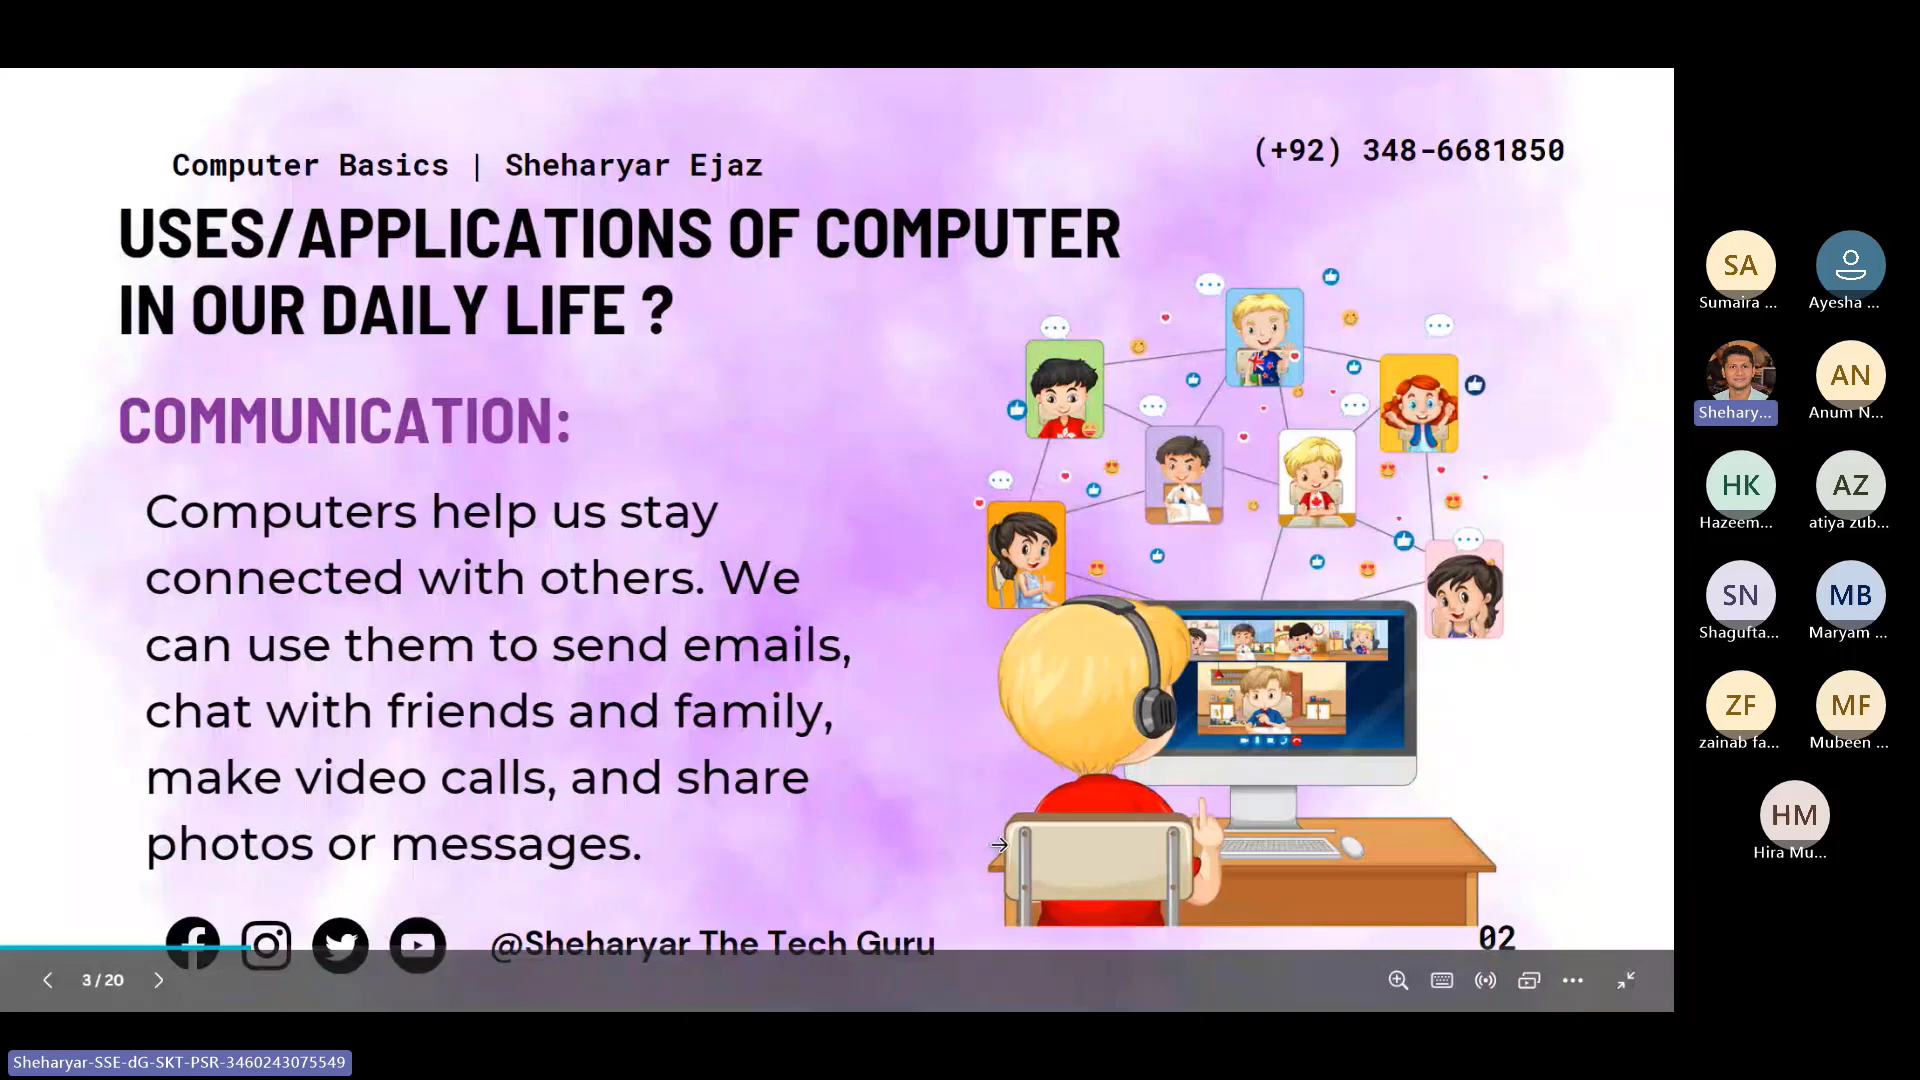 Computer Basics | Sheharyar Ejaz
(+92) 348-6681850
USES/APPLICATIONS OF COMPUTER
IN OUR DAILY LIFE ?
COMMUNICATION:
Computers help us stay
connected with others. We
can use them to send emails,
chat with friends and family,
make video calls, and share
photos or messages.
@Sheharyar The Tech Guru
02
3 / 20
SA
Sumaira ...
Ayesha ...
Shehary...
AN
Anum N...
HK
Hazeem...
AZ
atiya zub...
SN
Shagufta...
MB
Maryam ...
ZF
zainab fa...
MF
Mubeen ...
HM
Hira Mu...
Sheharyar-SSE-dG-SKT-PSR-3460243075549